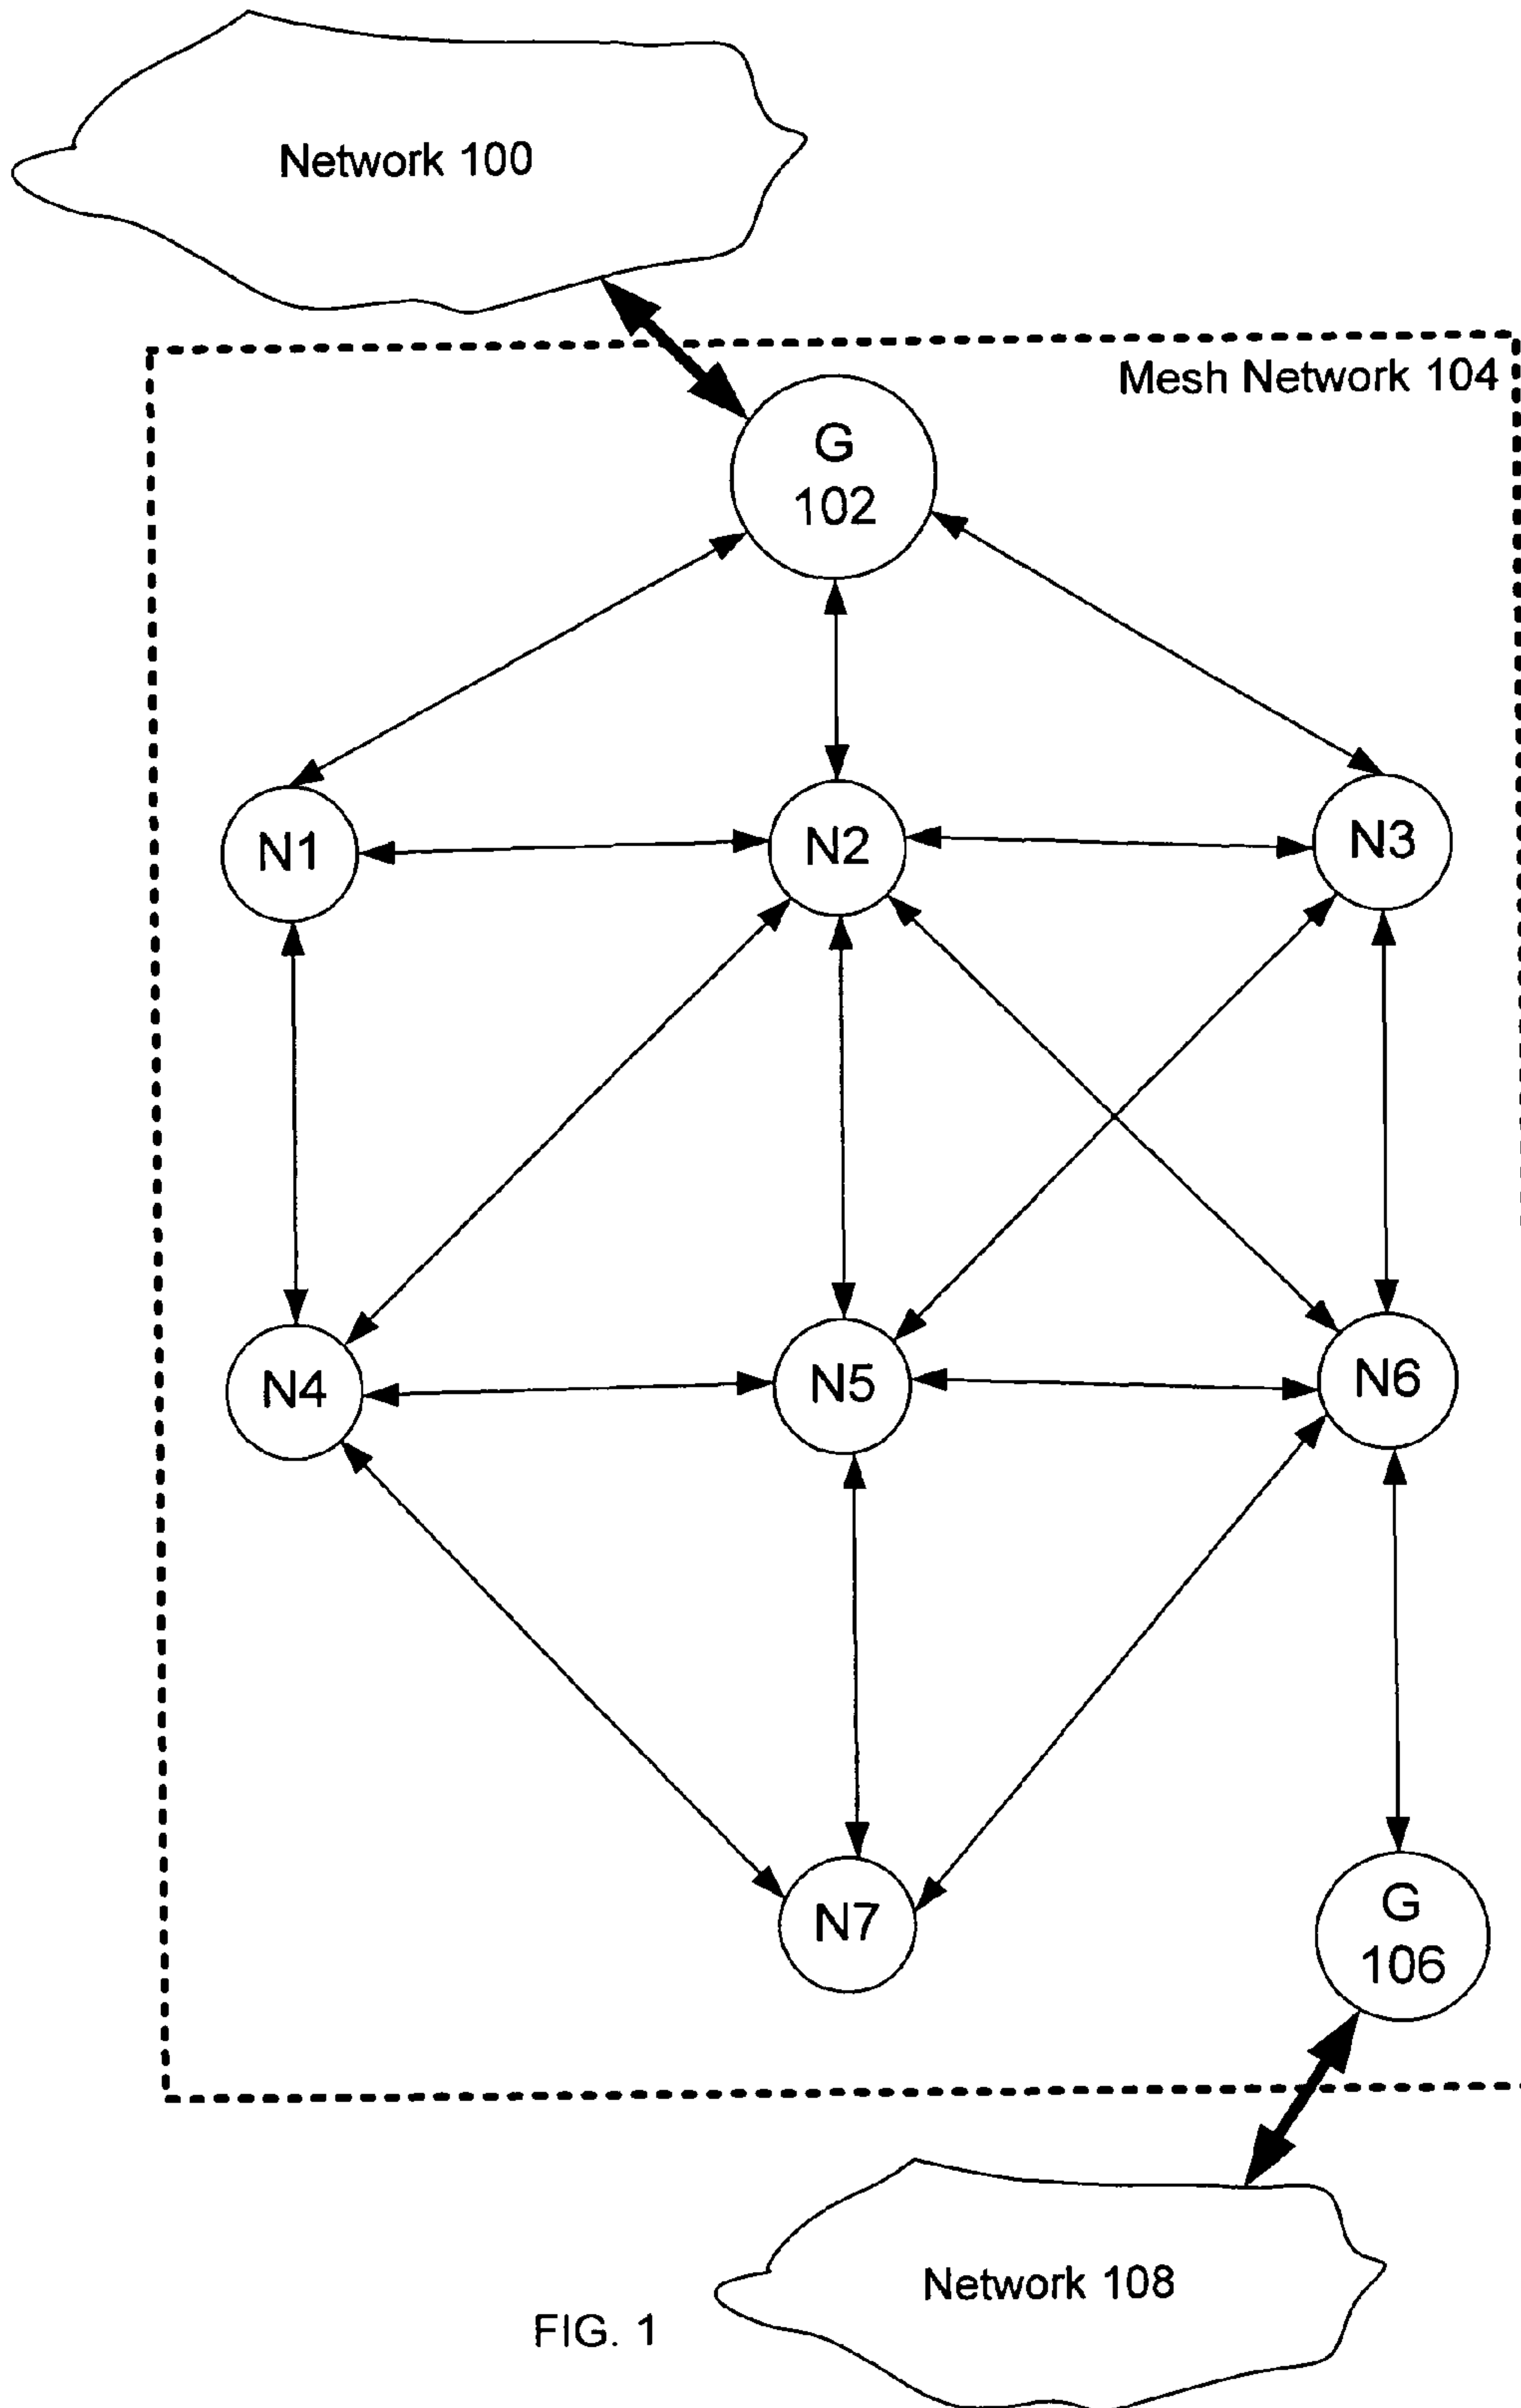 Network 100
Mesh Network 104
G
102
N1
N2
N3
N4
N5
N6
N7
G
106
Network 108
FIG. 1